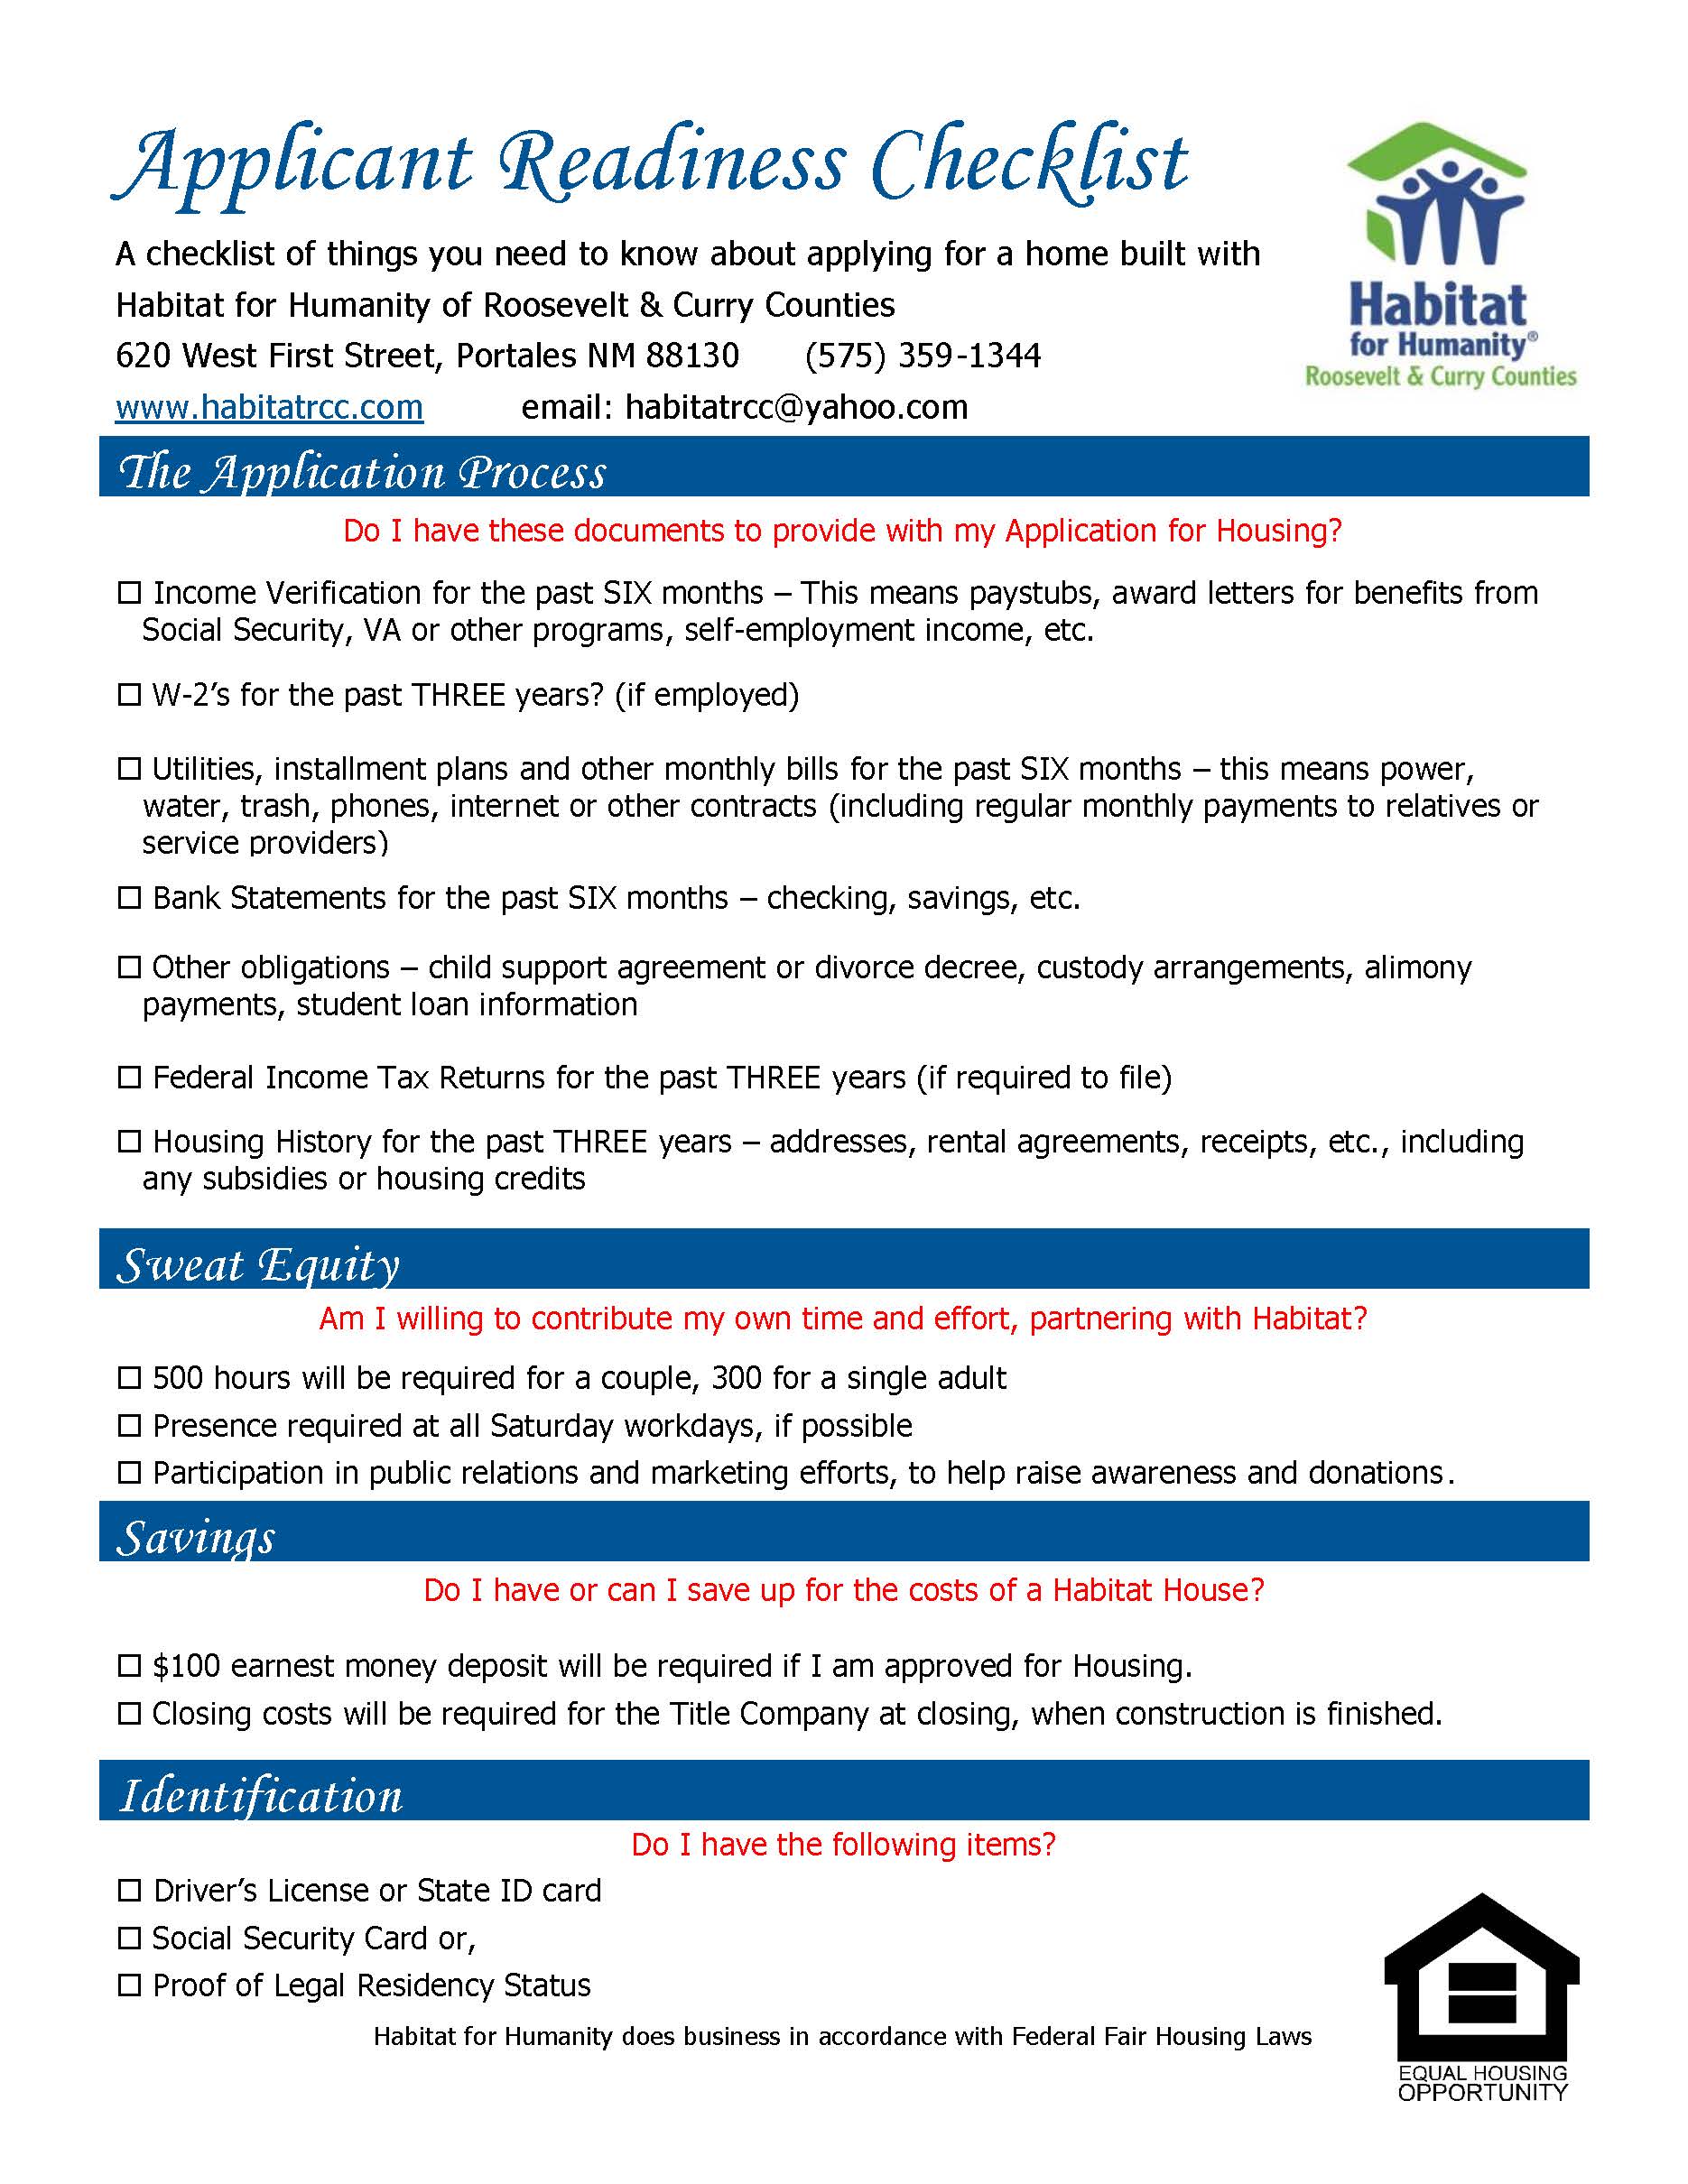 Applicant Readiness Checklist
A checklist of things you need to know about applying for a home built with
Habitat for Humanity of Roosevelt & Curry Counties
620 West First Street, Portales NM 88130 (575) 359-1344
www.habitatrcc.com email: habitatrcc@yahoo.com
Habitat
for Humanity®
Roosevelt & Curry Counties
The Application Process
Do I have these documents to provide with my Application for Housing?
☐ Income Verification for the past SIX months – This means paystubs, award letters for benefits from
Social Security, VA or other programs, self-employment income, etc.
☐ W-2’s for the past THREE years? (if employed)
☐ Utilities, installment plans and other monthly bills for the past SIX months – this means power,
water, trash, phones, internet or other contracts (including regular monthly payments to relatives or
service providers)
☐ Bank Statements for the past SIX months – checking, savings, etc.
☐ Other obligations – child support agreement or divorce decree, custody arrangements, alimony
payments, student loan information
☐ Federal Income Tax Returns for the past THREE years (if required to file)
☐ Housing History for the past THREE years – addresses, rental agreements, receipts, etc., including
any subsidies or housing credits
Sweat Equity
Am I willing to contribute my own time and effort, partnering with Habitat?
☐ 500 hours will be required for a couple, 300 for a single adult
☐ Presence required at all Saturday workdays, if possible
☐ Participation in public relations and marketing efforts, to help raise awareness and donations.
Savings
Do I have or can I save up for the costs of a Habitat House?
☐ $100 earnest money deposit will be required if I am approved for Housing.
☐ Closing costs will be required for the Title Company at closing, when construction is finished.
Identification
Do I have the following items?
☐ Driver’s License or State ID card
☐ Social Security Card or,
☐ Proof of Legal Residency Status
Habitat for Humanity does business in accordance with Federal Fair Housing Laws
EQUAL HOUSING
OPPORTUNITY